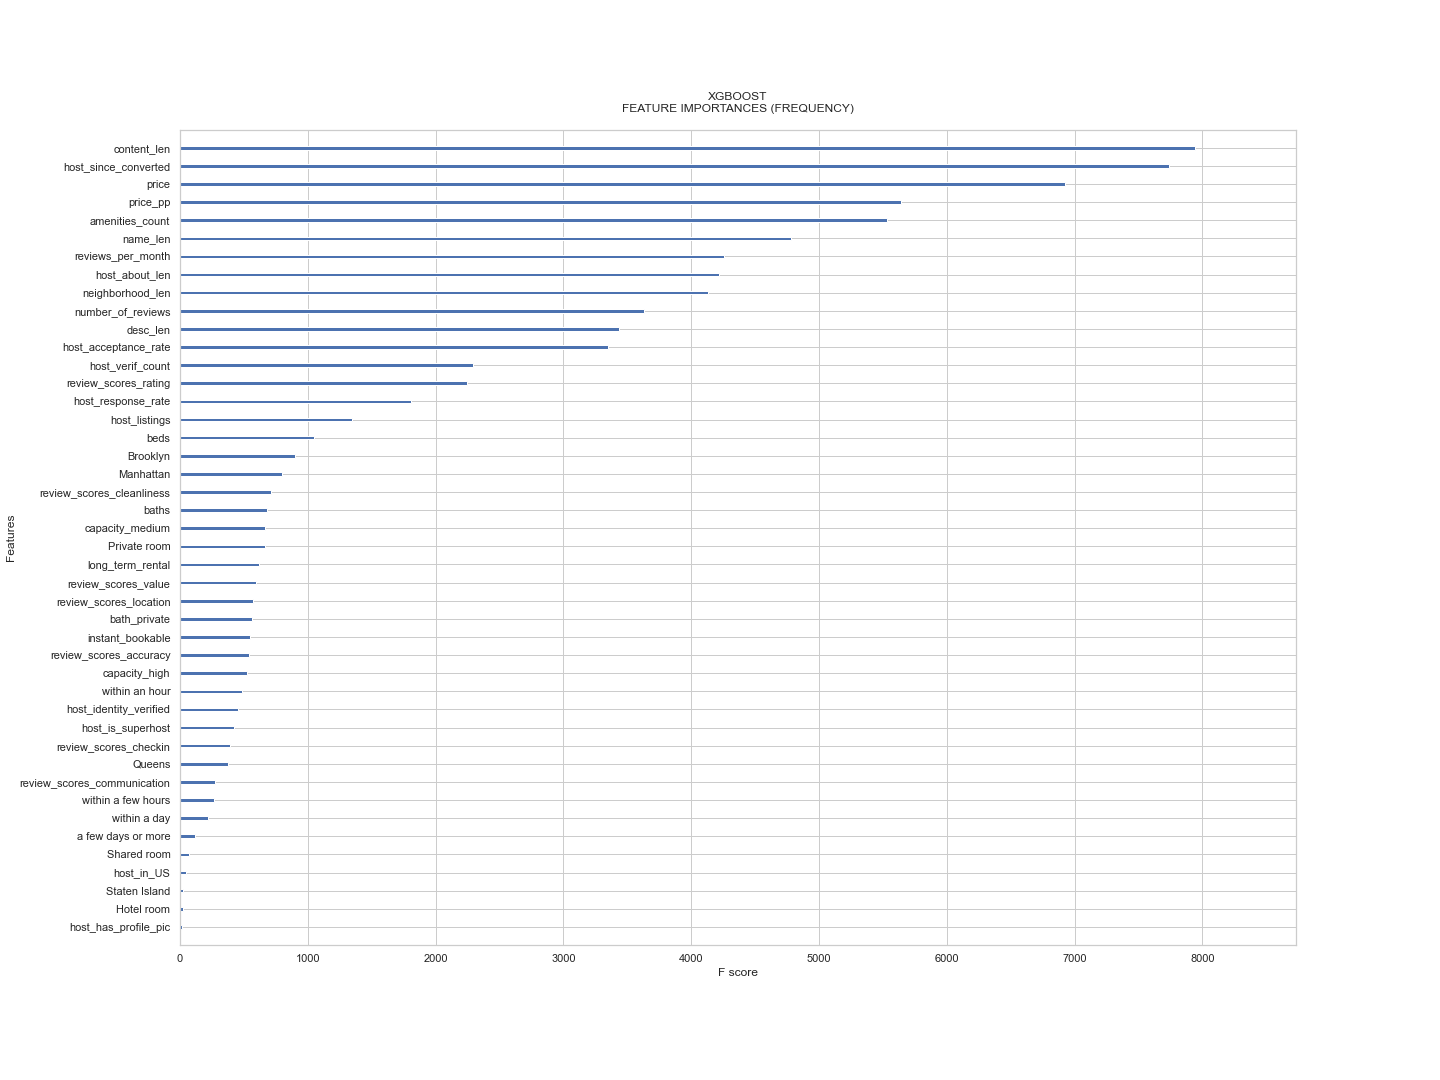 XGBOOST
FEATURE IMPORTANCES (FREQUENCY)
content_len
host_since_converted
price
price_pp
amenities_count
name_len
reviews_per_month
host_about_len
neighborhood_len
number_of_reviews
desc_len
host_acceptance_rate
host_verif_count
review_scores_rating
host_response_rate
host_listings
beds
Brooklyn
Manhattan
review_scores_cleanliness
baths
capacity_medium
Private room
long_term_rental
review_scores_value
review_scores_location
bath_private
instant_bookable
review_scores_accuracy
capacity_high
within an hour
host_identity_verified
host_is_superhost
review_scores_checkin
Queens
review_scores_communication
within a few hours
within a day
a few days or more
Shared room
host_in_US
Staten Island
Hotel room
host_has_profile_pic
Features
0 1000 2000 3000 4000 5000 6000 7000 8000
F score